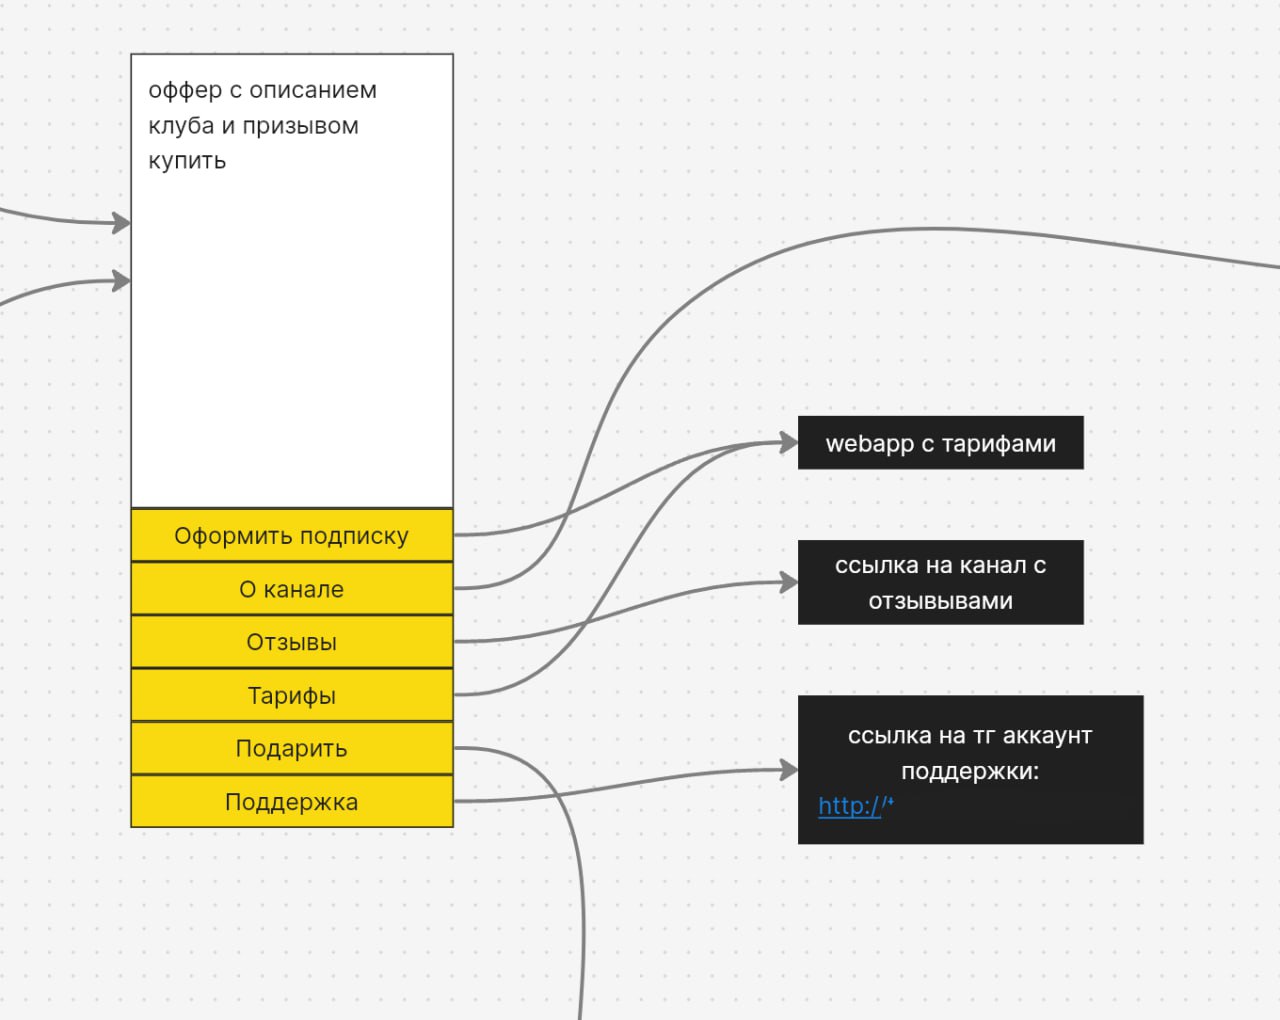 оффер с описанием
клуба и призывом
купить
Оформить подписку
О канале
Отзывы
Тарифы
Подарить
Поддержка
webapp с тарифами
ссылка на канал с
отзывывами
ссылка на тг аккаунт
поддержки:
http://